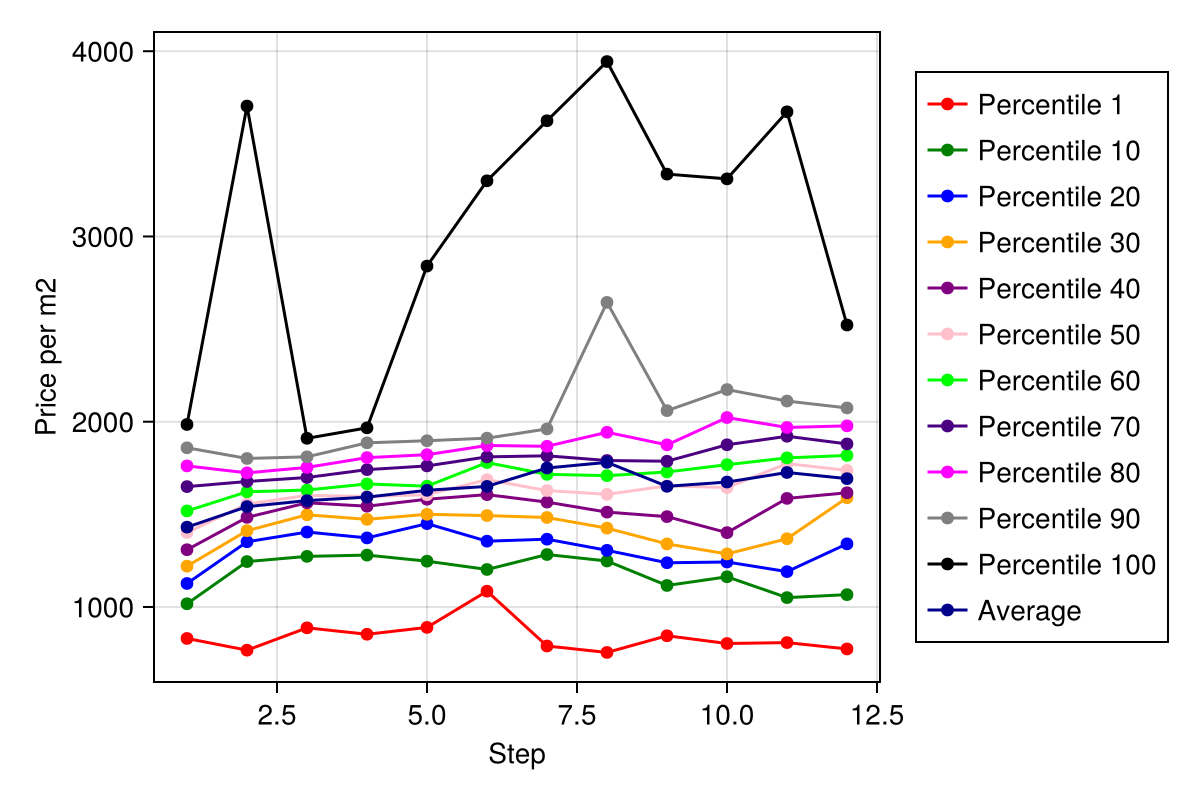 4000
3000
2000
1000
Price per m2
2.5 5.0 7.5 10.0 12.5
Step
Percentile 1
Percentile 10
Percentile 20
Percentile 30
Percentile 40
Percentile 50
Percentile 60
Percentile 70
Percentile 80
Percentile 90
Percentile 100
Average